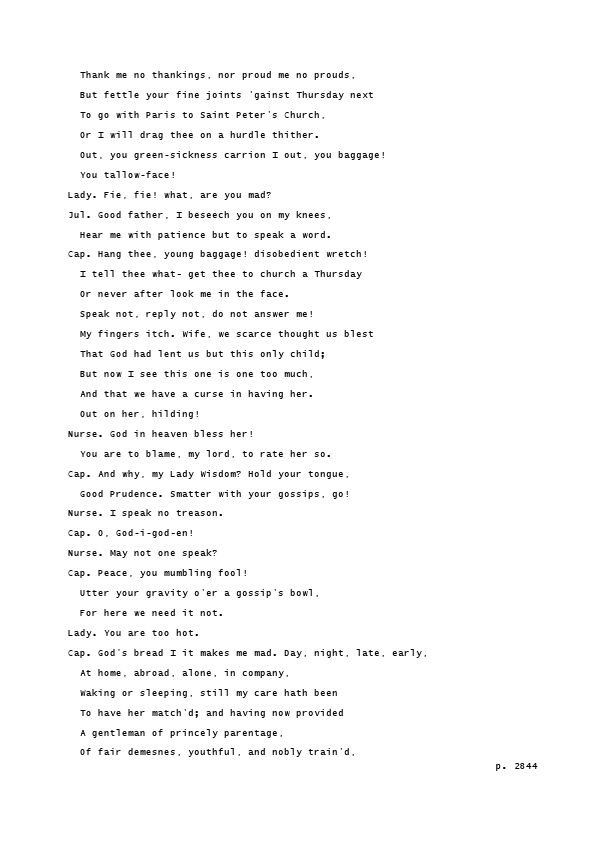 Thank me no thankings, nor proud me no prouds,
But fettle your fine joints 'gainst Thursday next
To go with Paris to Saint Peter's Church,
Or I will drag thee on a hurdle thither.
Out, you green-sickness carrion I out, you baggage!
You tallow-face!
Lady. Fie, fie! what, are you mad?
Jul. Good father, I beseech you on my knees,
Hear me with patience but to speak a word.
Cap. Hang thee, young baggage! disobedient wretch!
I tell thee what- get thee to church a Thursday
Or never after look me in the face.
Speak not, reply not, do not answer me!
My fingers itch. Wife, we scarce thought us blest
That God had lent us but this only child;
But now I see this one is one too much,
And that we have a curse in having her.
Out on her, hilding!
Nurse. God in heaven bless her!
You are to blame, my lord, to rate her so.
Cap. And why, my Lady Wisdom? Hold your tongue,
Good Prudence. Smatter with your gossips, go!
Nurse. I speak no treason.
Cap. O, God-i-god-en!
Nurse. May not one speak?
Cap. Peace, you mumbling fool!
Utter your gravity o'er a gossip's bowl,
For here we need it not.
Lady. You are too hot.
Cap. God's bread I it makes me mad. Day, night, late, early,
At home, abroad, alone, in company,
Waking or sleeping, still my care hath been
To have her match'd; and having now provided
A gentleman of princely parentage,
Of fair demesnes, youthful, and nobly train'd,
p. 2844